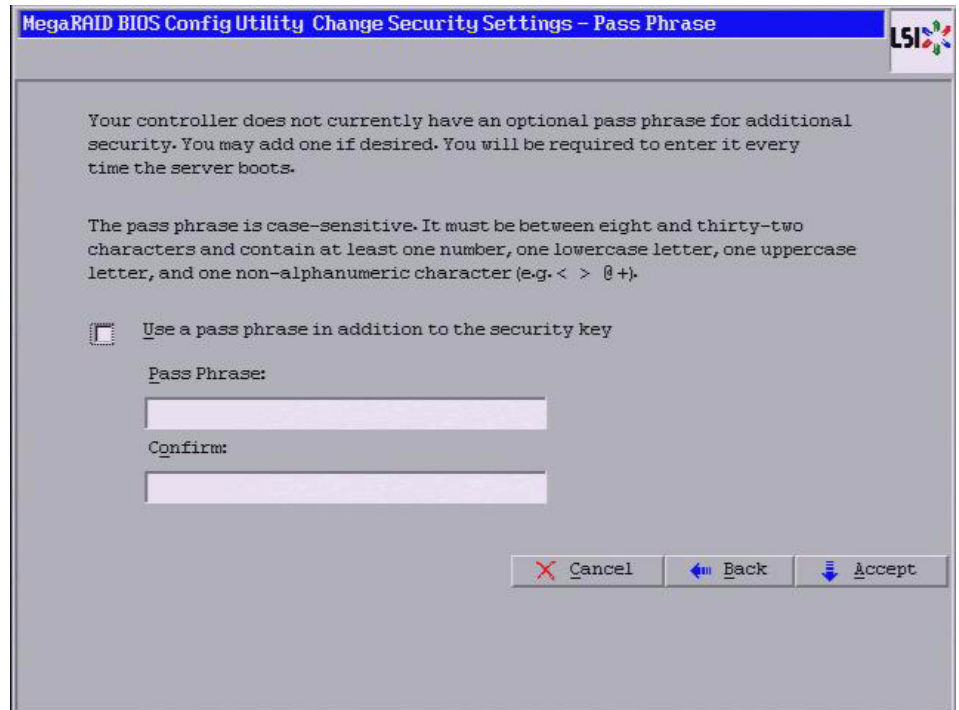 MegaRAID BIOS Config Utility Change Security Settings - Pass Phrase
LSI
Your controller does not currently have an optional pass phrase for additional
security. You may add one if desired. You will be required to enter it every
time the server boots.
The pass phrase is case-sensitive. It must be between eight and thirty-two
characters and contain at least one number, one lowercase letter, one uppercase
letter, and one non-alphanumeric character (e.g. < > @ +).
Use a pass phrase in addition to the security key
Pass Phrase:
Confirm:
Cancel
Back
Accept